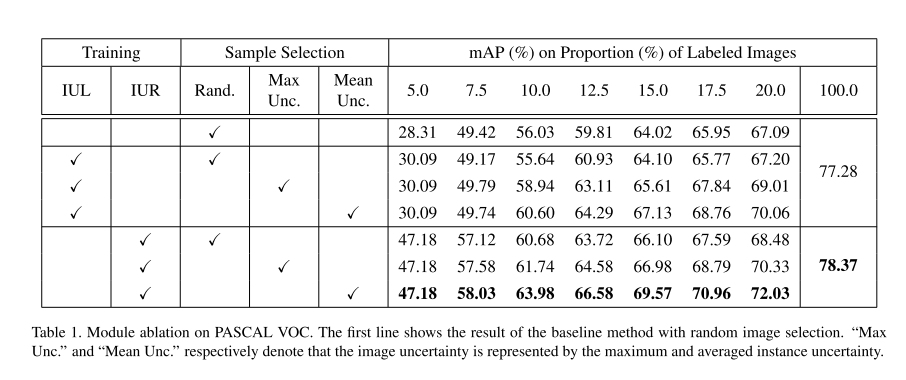 Training Sample Selection mAP (%) on Proportion (%) of Labeled Images
IUL IUR Rand. Max Unc. Mean Unc. 5.0 7.5 10.0 12.5 15.0 17.5 20.0 100.0
✓ 28.31 49.42 56.03 59.81 64.02 65.95 67.09
✓ ✓ 30.09 49.17 55.64 60.93 64.10 65.77 67.20
77.28
✓ ✓ 30.09 49.79 58.94 63.11 65.61 67.84 69.01
✓ ✓ 30.09 49.74 60.60 64.29 67.13 68.76 70.06
✓ ✓ 47.18 57.12 60.68 63.72 66.10 67.59 68.48
✓ ✓ 47.18 57.58 61.74 64.58 66.98 68.79 70.33 78.37
✓ ✓ 47.18 58.03 63.98 66.58 69.57 70.96 72.03
Table 1. Module ablation on PASCAL VOC. The first line shows the result of the baseline method with random image selection. “Max
Unc.” and “Mean Unc.” respectively denote that the image uncertainty is represented by the maximum and averaged instance uncertainty.